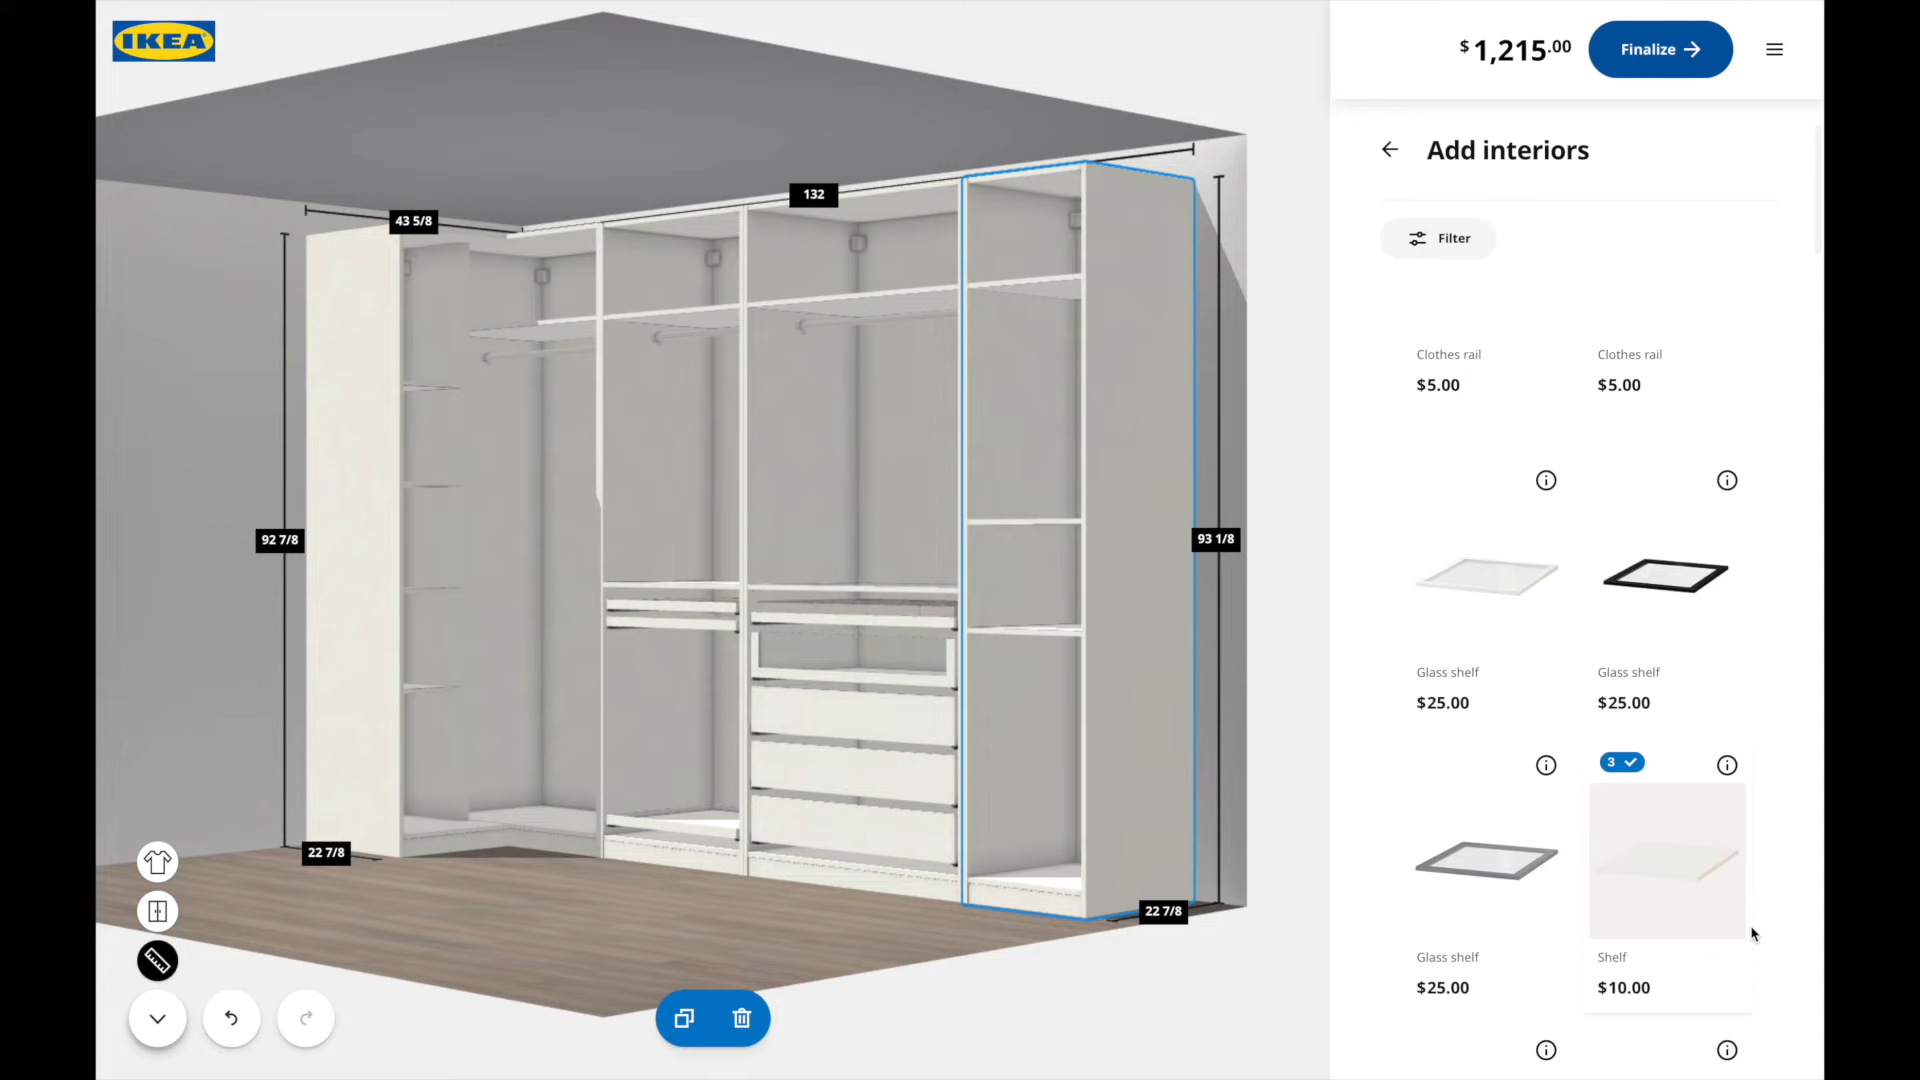 IKEA
$1,215.00
Finalize
Add interiors
Filter
132
43 5/8
92 7/8
93 1/8
22 7/8
22 7/8
Clothes rail
$5.00
Clothes rail
$5.00
Glass shelf
$25.00
Glass shelf
$25.00
3
Glass shelf
$25.00
Shelf
$10.00